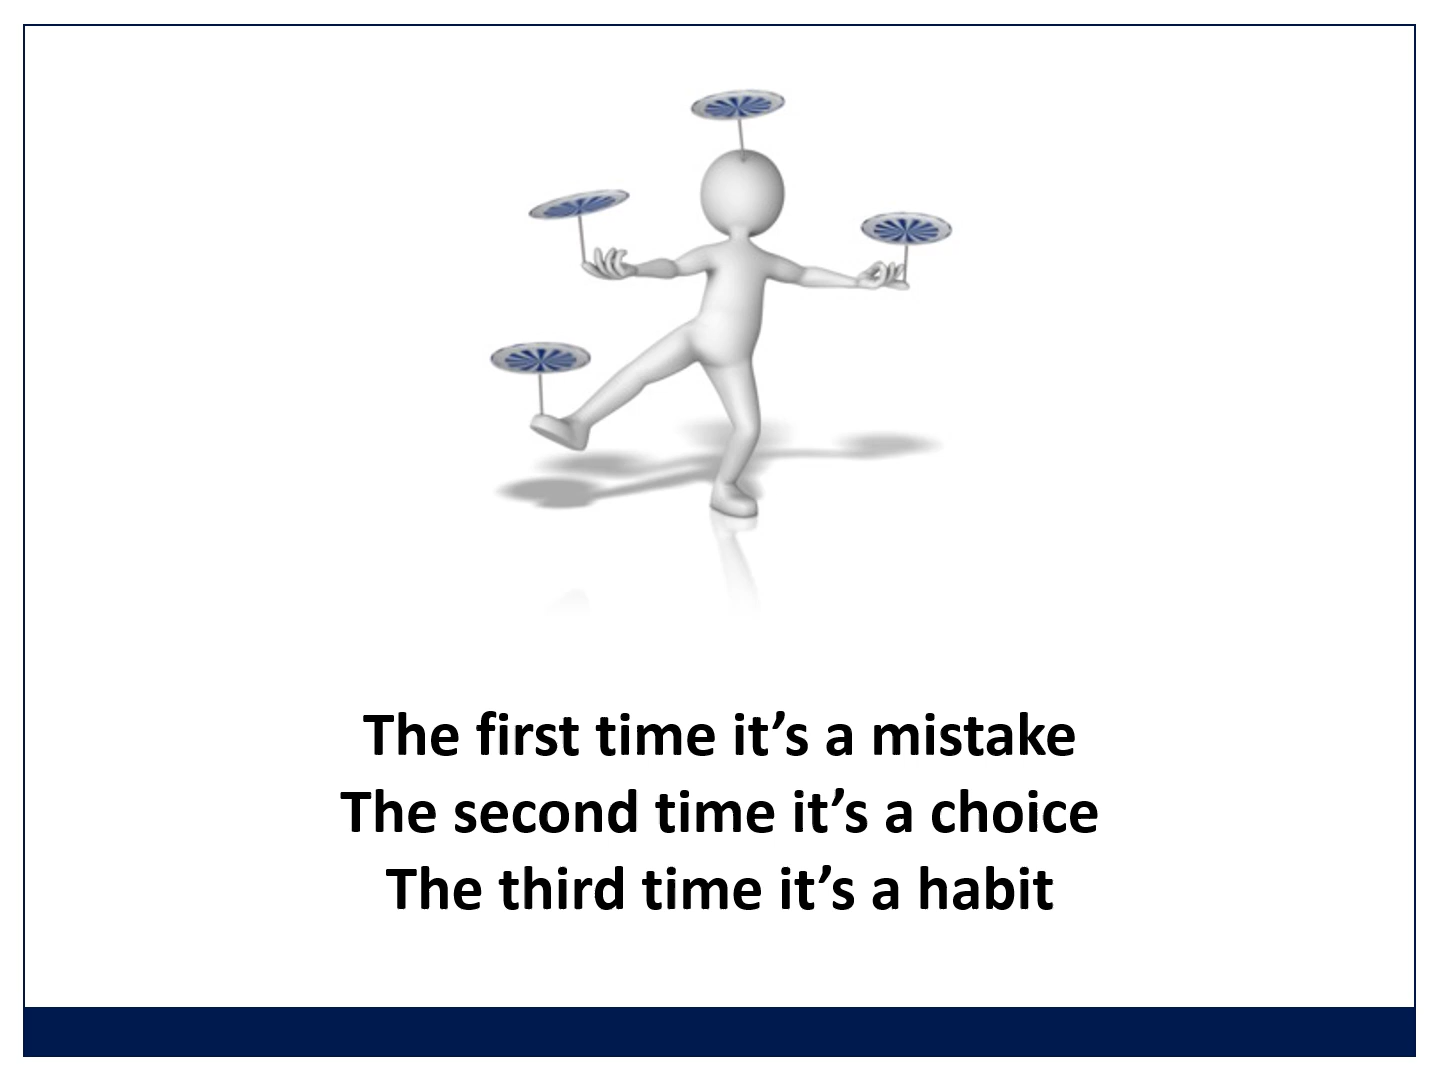 The first time it’s a mistake
The second time it’s a choice
The third time it’s a habit